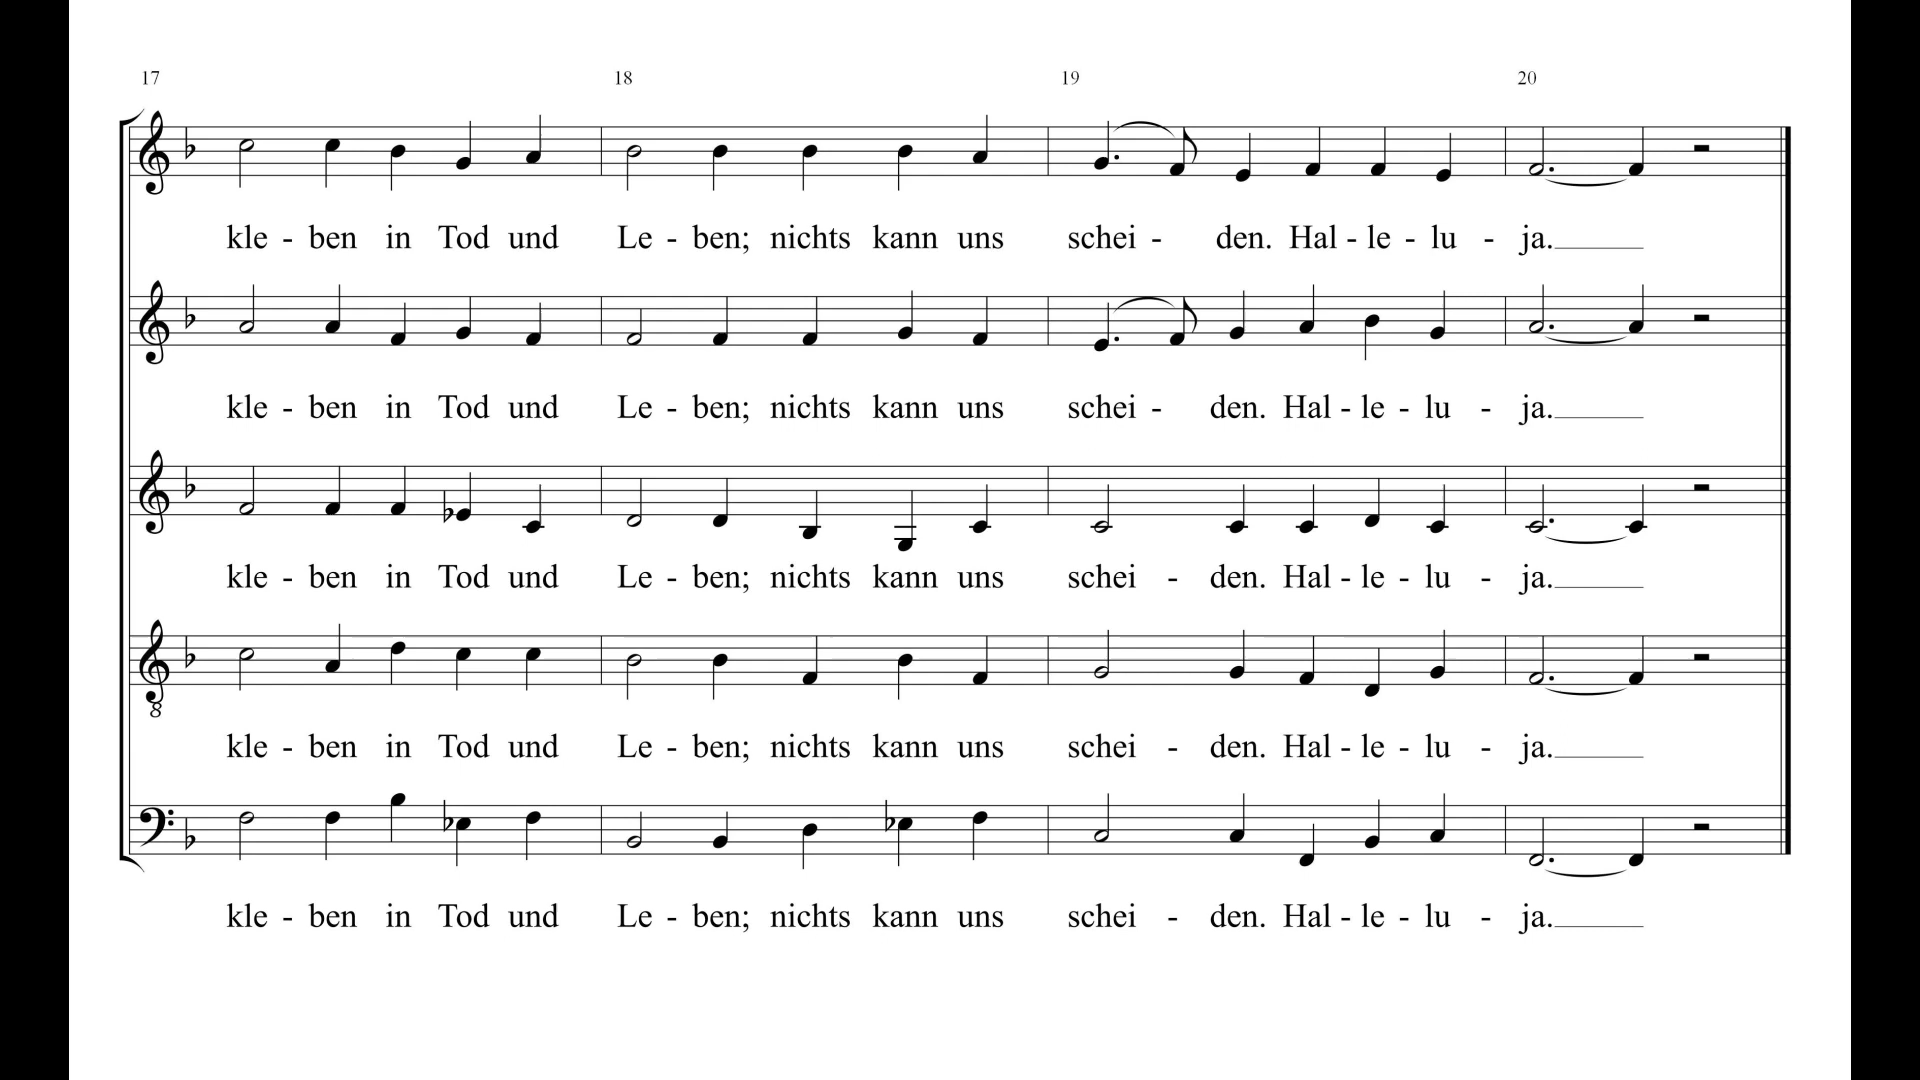 17 18 19 20
kle - ben in Tod und Le - ben; nichts kann uns schei - den. Hal - le - lu - ja.
kle - ben in Tod und Le - ben; nichts kann uns schei - den. Hal - le - lu - ja.
kle - ben in Tod und Le - ben; nichts kann uns schei - den. Hal - le - lu - ja.
8
kle - ben in Tod und Le - ben; nichts kann uns schei - den. Hal - le - lu - ja.
kle - ben in Tod und Le - ben; nichts kann uns schei - den. Hal - le - lu - ja.